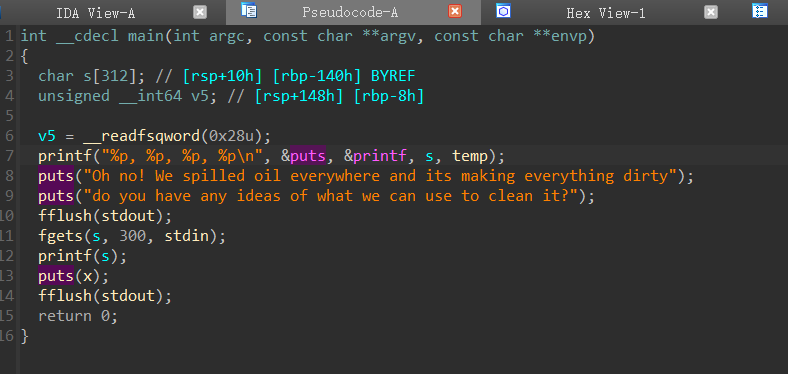 IDA View-A Pseudocode-A Hex View-1
1 int __cdecl main(int argc, const char **argv, const char **envp)
2 {
3 char s[312]; // [rsp+10h] [rbp-140h] BYREF
4 unsigned __int64 v5; // [rsp+148h] [rbp-8h]
5
6 v5 = __readfsqword(0x28u);
7 printf("%p, %p, %p, %p\n", &puts, &printf, s, temp);
8 puts("Oh no! We spilled oil everywhere and its making everything dirty");
9 puts("do you have any ideas of what we can use to clean it?");
10 fflush(stdout);
11 fgets(s, 300, stdin);
12 printf(s);
13 puts(x);
14 fflush(stdout);
15 return 0;
16 }